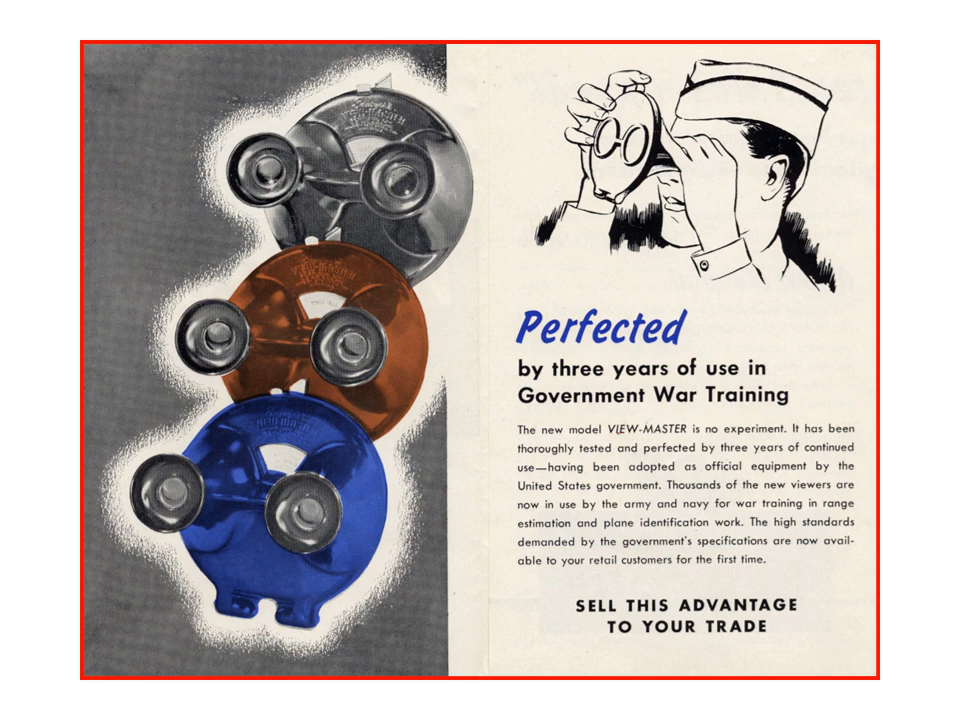 Perfected
by three years of use in
Government War Training
The new model VIEW-MASTER is no experiment. It has been
thoroughly tested and perfected by three years of continued
use—having been adopted as official equipment by the
United States government. Thousands of the new viewers are
now in use by the army and navy for war training in range
estimation and plane identification work. The high standards
demanded by the government's specifications are now avail-
able to your retail customers for the first time.
SELL THIS ADVANTAGE
TO YOUR TRADE